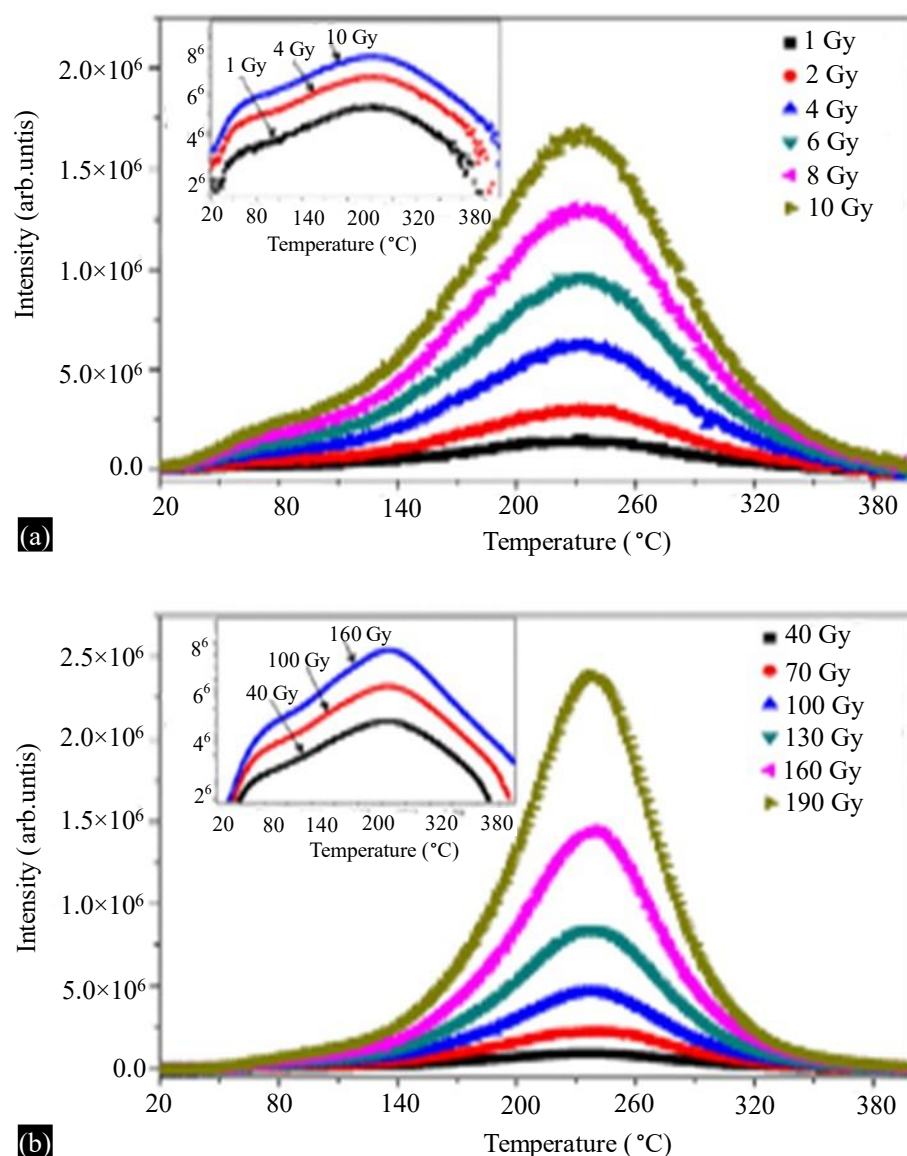 10 Gy
4 Gy
1 Gy
8⁶
6⁶
4⁶
2⁶
20 80 140 200 320 380
Temperature (°C)
1 Gy
2 Gy
4 Gy
6 Gy
8 Gy
10 Gy
2.0×10⁶
1.5×10⁶
1.0×10⁶
5.0×10⁶
0.0
Intensity (arb.untis)
20 80 140 200 260 320 380
Temperature (°C)
(a)
160 Gy
100 Gy
40 Gy
8⁶
6⁶
4⁶
2⁶
20 80 140 200 320 380
Temperature (°C)
40 Gy
70 Gy
100 Gy
130 Gy
160 Gy
190 Gy
2.5×10⁶
2.0×10⁶
1.5×10⁶
1.0×10⁶
5.0×10⁶
0.0
Intensity (arb.untis)
20 80 140 200 260 320 380
Temperature (°C)
(b)